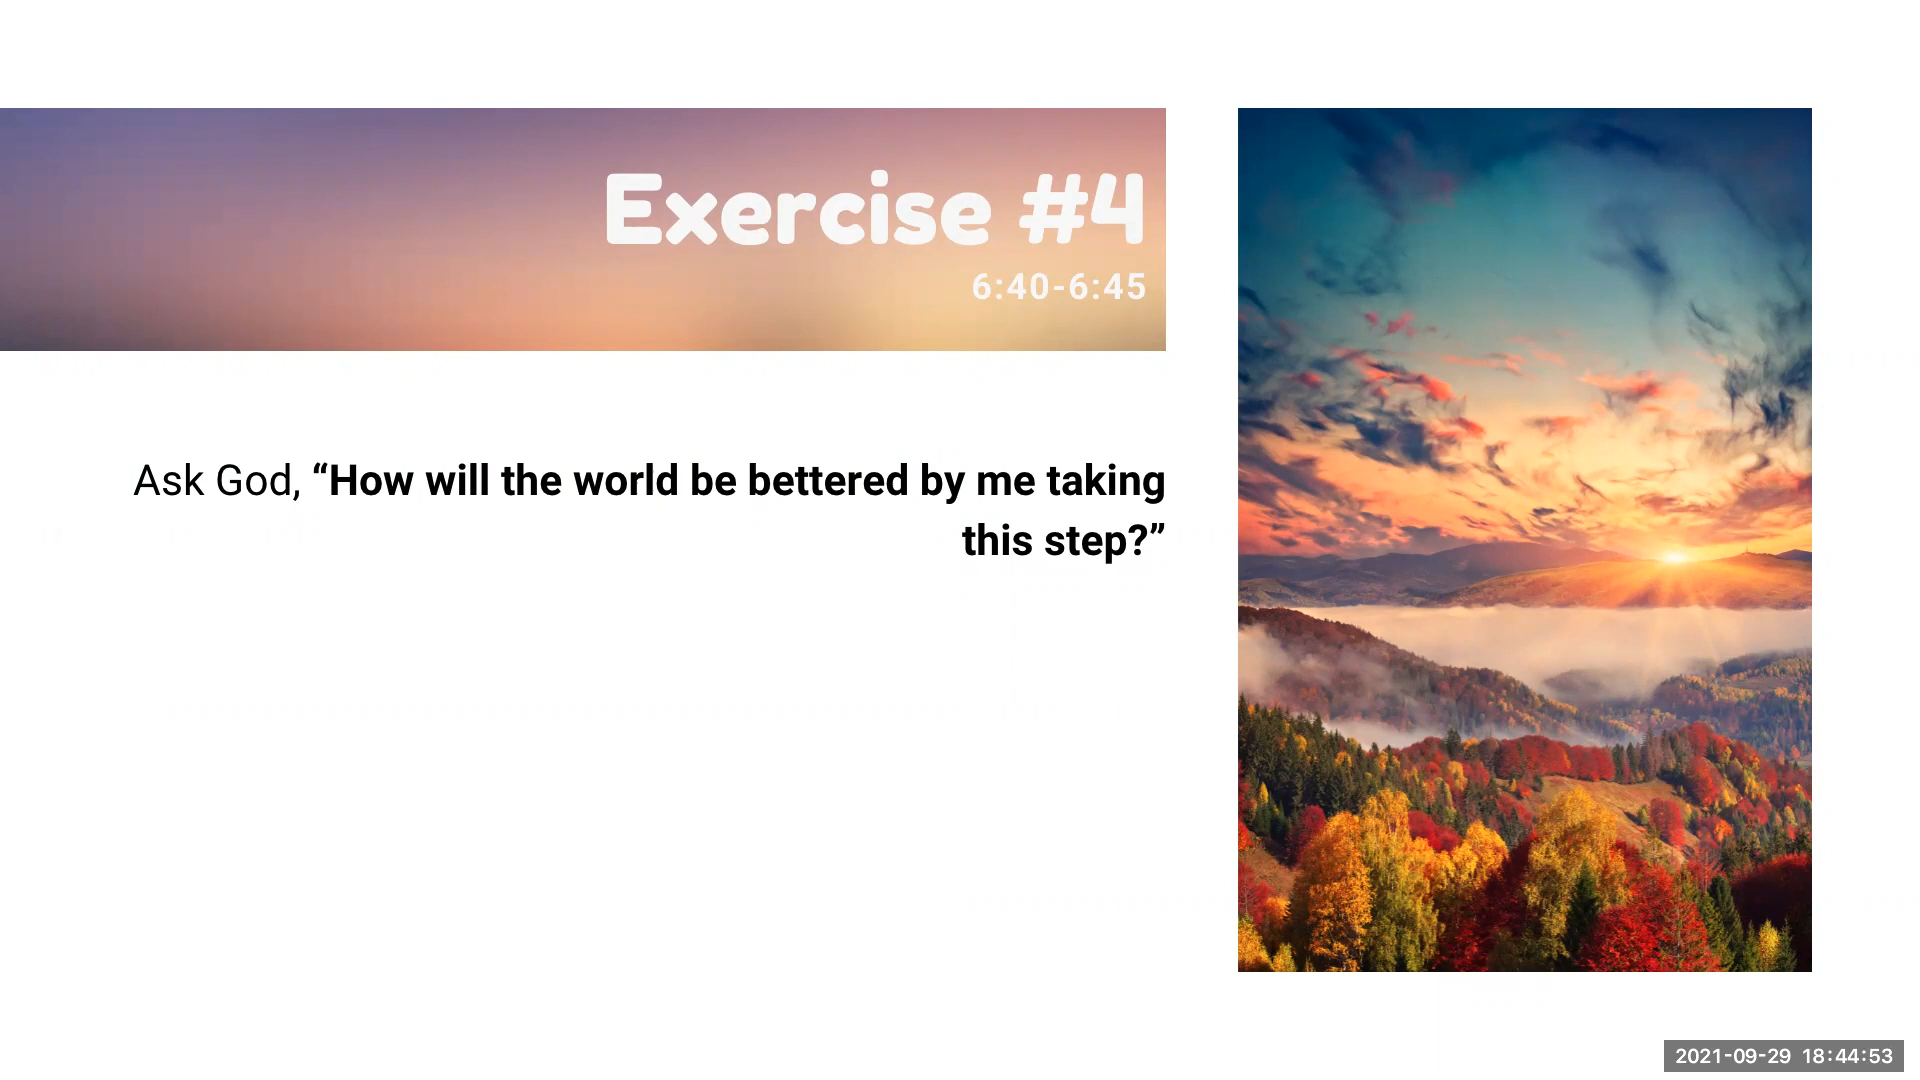 Exercise #4
6:40-6:45
Ask God, “How will the world be bettered by me taking
this step?”
2021-09-29 18:44:53